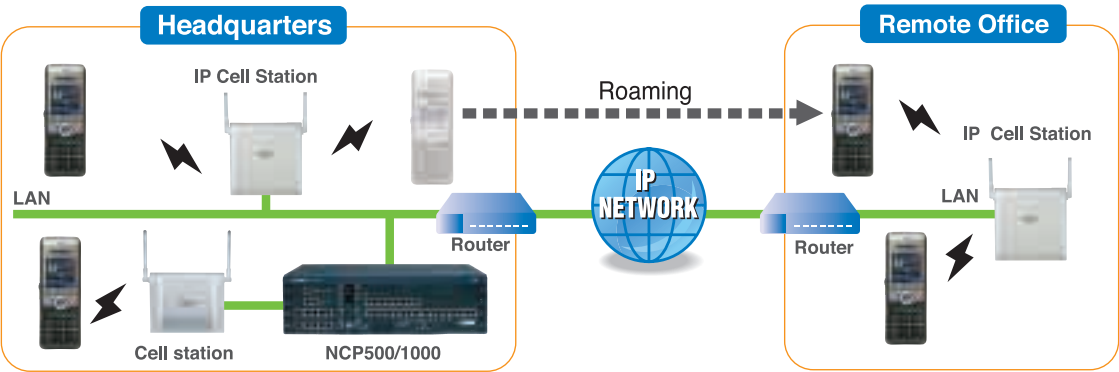 Headquarters
Remote Office
IP Cell Station
Roaming
IP Cell Station
LAN
IP
NETWORK
LAN
Router
Router
Cell station
NCP500/1000